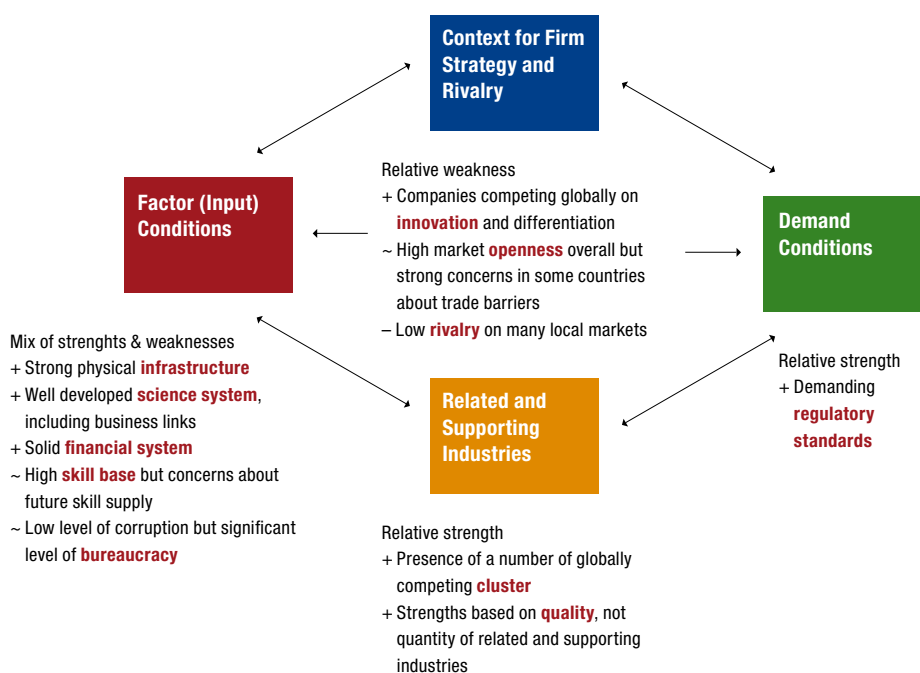 Context for Firm
Strategy and
Rivalry
Relative weakness
+ Companies competing globally on
innovation and differentiation
~ High market openness overall but
strong concerns in some countries
about trade barriers
– Low rivalry on many local markets
Factor (Input)
Conditions
Mix of strenghts & weaknesses
+ Strong physical infrastructure
+ Well developed science system,
including business links
+ Solid financial system
~ High skill base but concerns about
future skill supply
~ Low level of corruption but significant
level of bureaucracy
Demand
Conditions
Relative strength
+ Demanding
regulatory
standards
Related and
Supporting
Industries
Relative strength
+ Presence of a number of globally
competing cluster
+ Strengths based on quality, not
quantity of related and supporting
industries